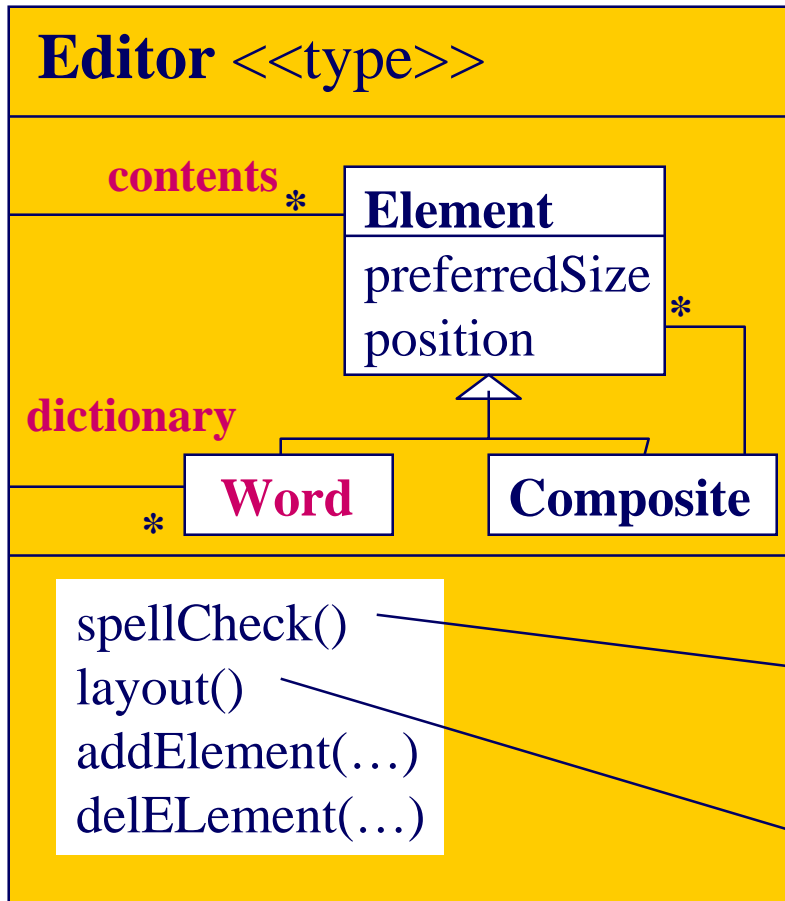 Editor <<type>>
contents
*
Element
preferredSize
*
position
dictionary
Word
Composite
*
spellCheck()
layout()
addElement(…)
delELement(…)